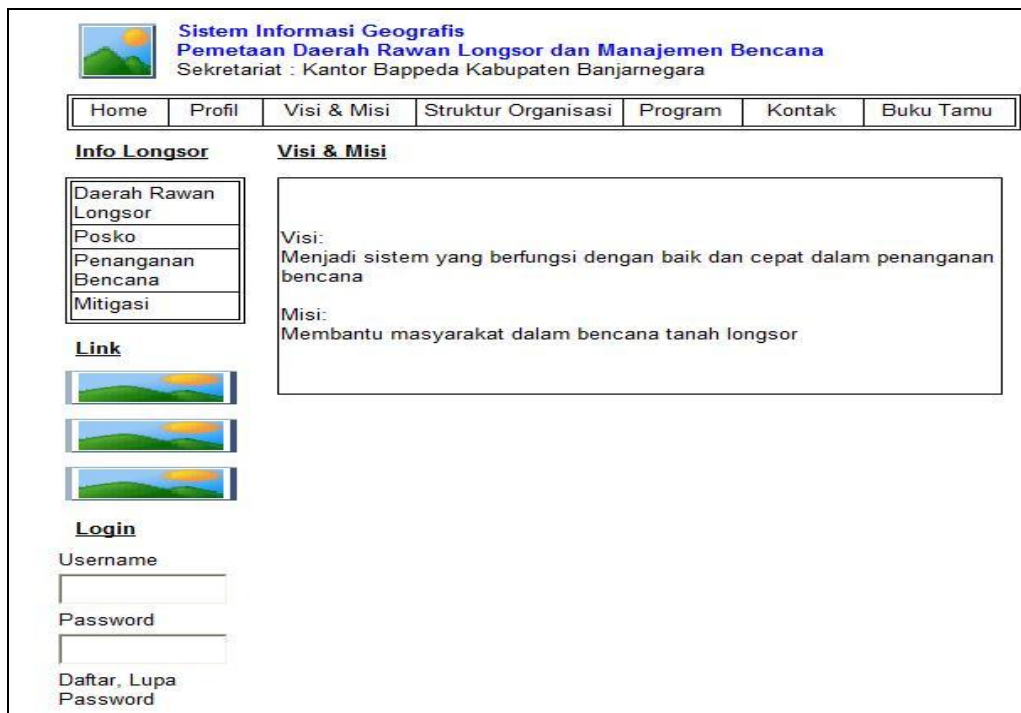 Sistem Informasi Geografis
Pemetaan Daerah Rawan Longsor dan Manajemen Bencana
Sekretariat : Kantor Bappeda Kabupaten Banjarnegara
Home Profil Visi & Misi Struktur Organisasi Program Kontak Buku Tamu
Info Longsor
Daerah Rawan
Longsor
Posko
Penanganan
Bencana
Mitigasi
Link
Login
Username
Password
Daftar, Lupa
Password
Visi & Misi
Visi:
Menjadi sistem yang berfungsi dengan baik dan cepat dalam penanganan
bencana
Misi:
Membantu masyarakat dalam bencana tanah longsor